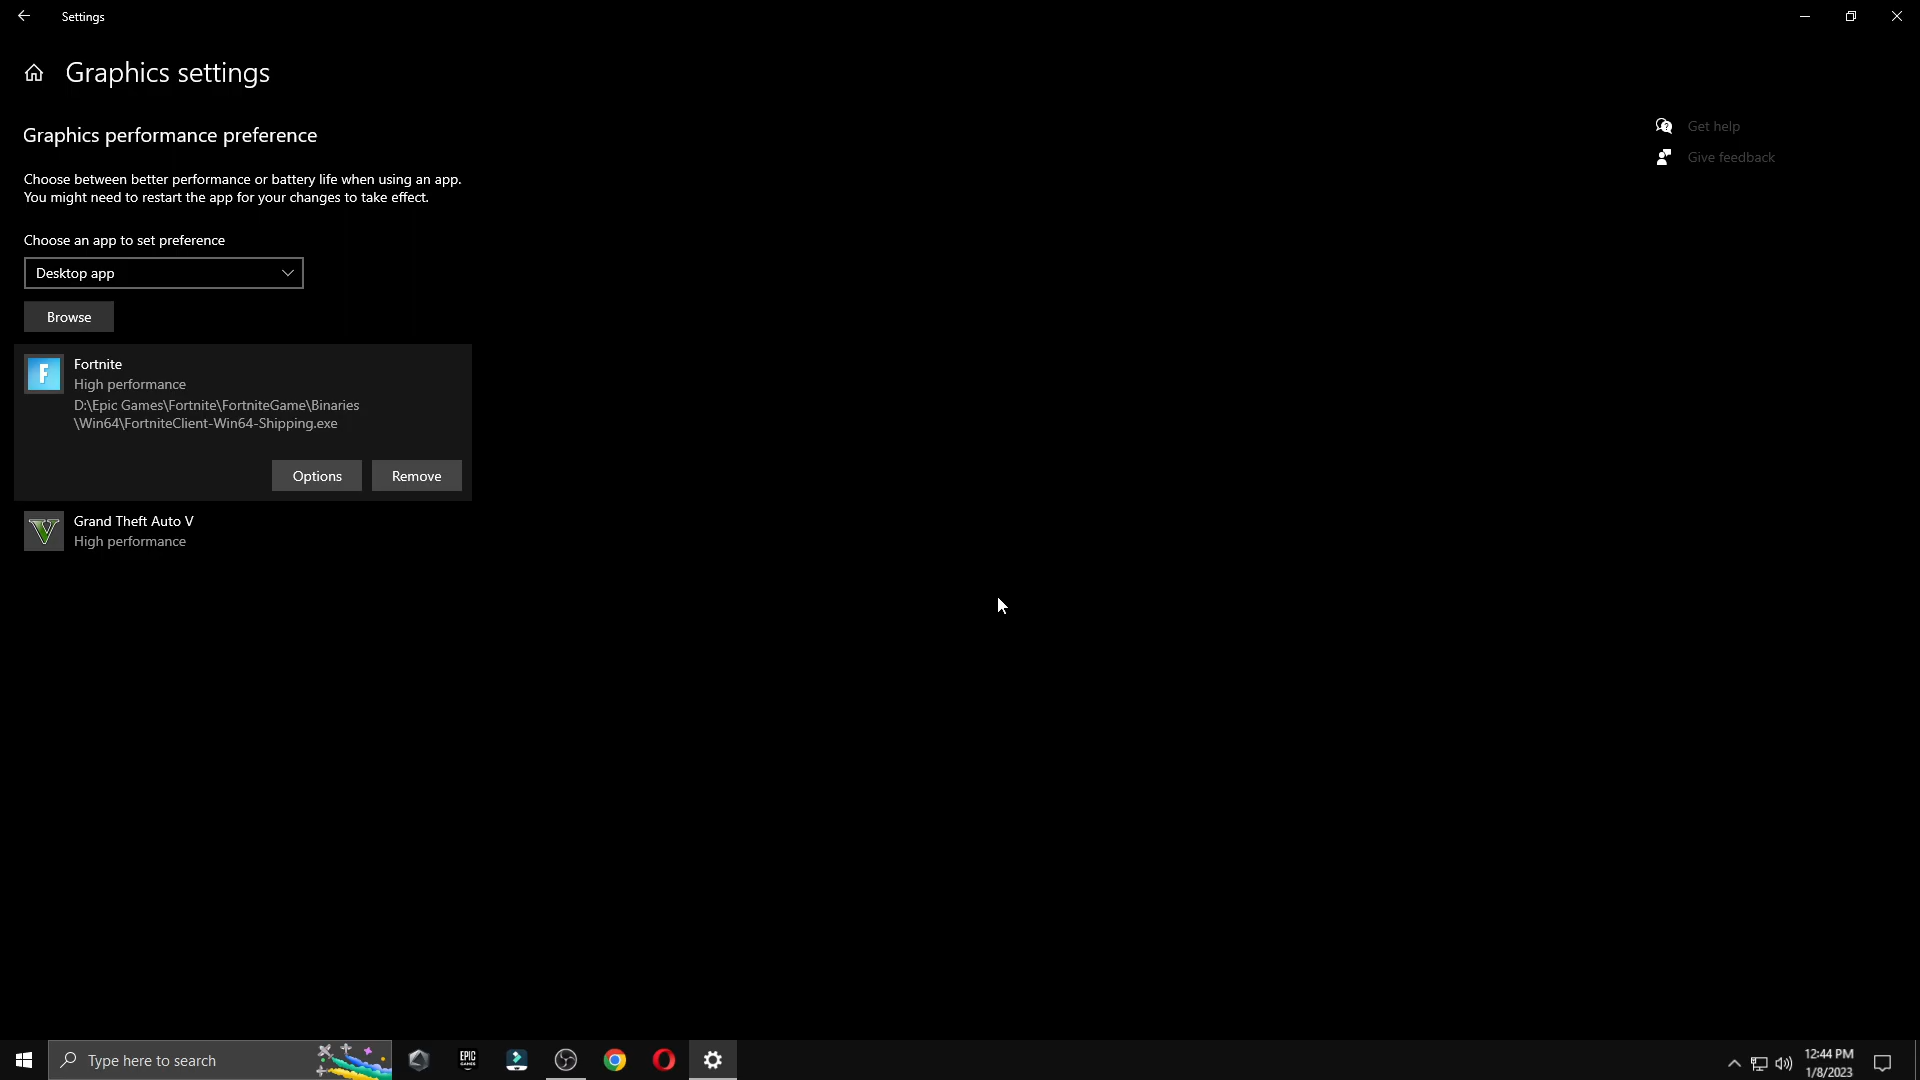 Settings
Graphics settings
Graphics performance preference
Choose between better performance or battery life when using an app.
You might need to restart the app for your changes to take effect.
Choose an app to set preference
Desktop app
Browse
F
Fortnite
High performance
D:\Epic Games\Fortnite\FortniteGame\Binaries
\Win64\FortniteClient-Win64-Shipping.exe
Options
Remove
V
Grand Theft Auto V
High performance
Get help
Give feedback
Type here to search
EPIC
GAMES
12:44 PM
1/8/2023